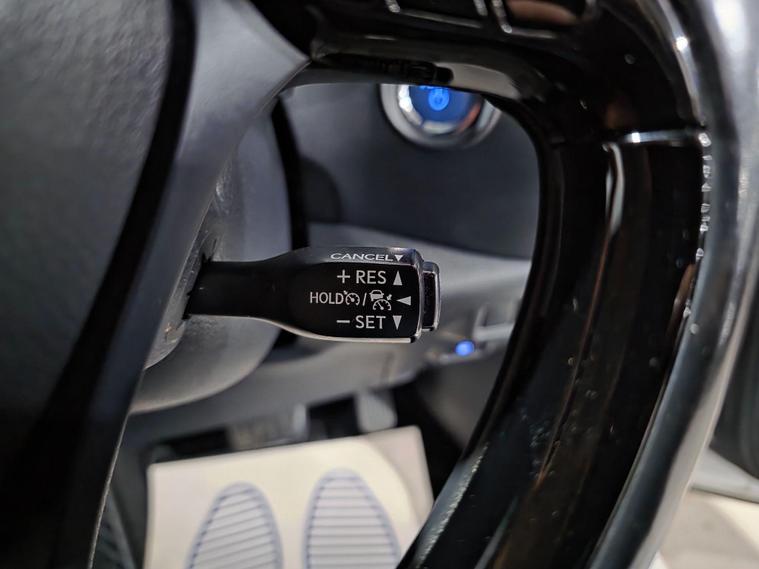 CANCEL▼
+ RES ▲
HOLD / ◄
− SET ▼